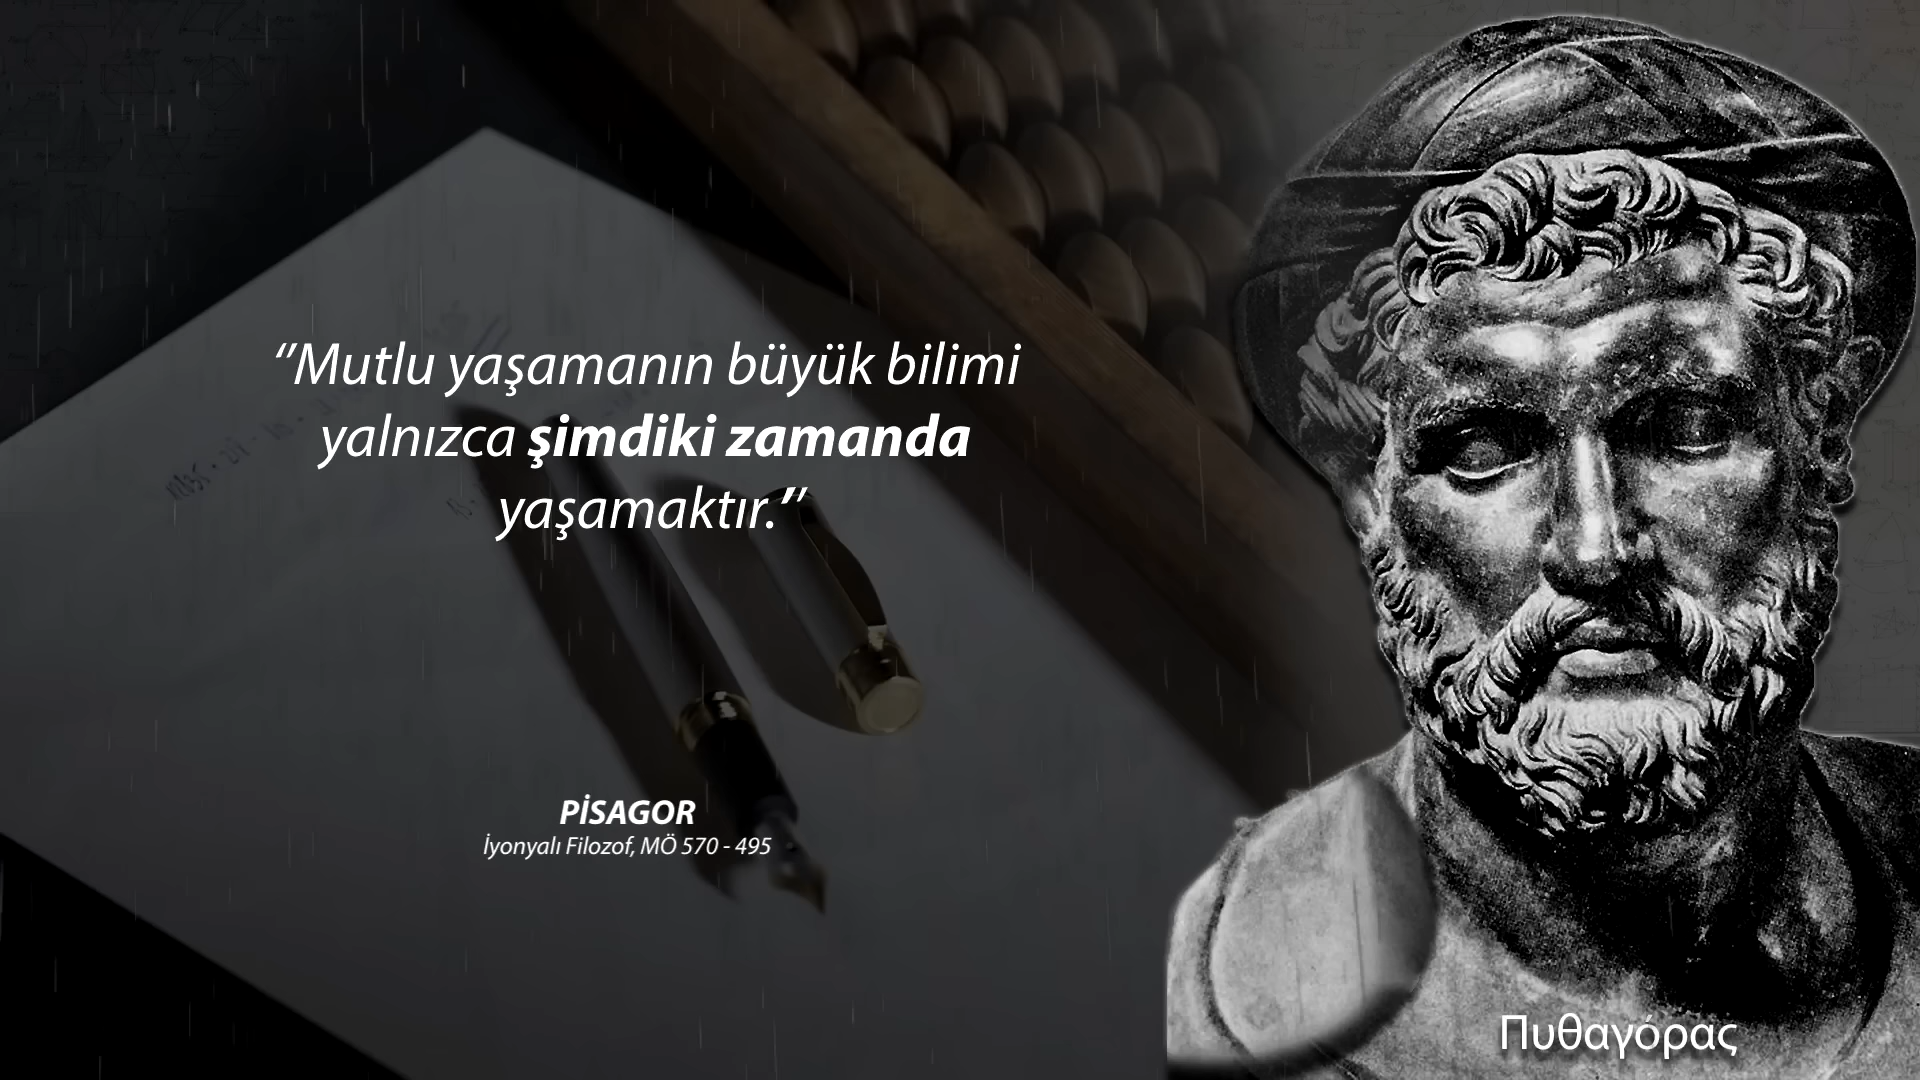 ‘’Mutlu yaşamanın büyük bilimi
yalnızca şimdiki zamanda
yaşamaktır.’’
PİSAGOR
İyonyalı Filozof, MÖ 570 - 495
Πυθαγόρας